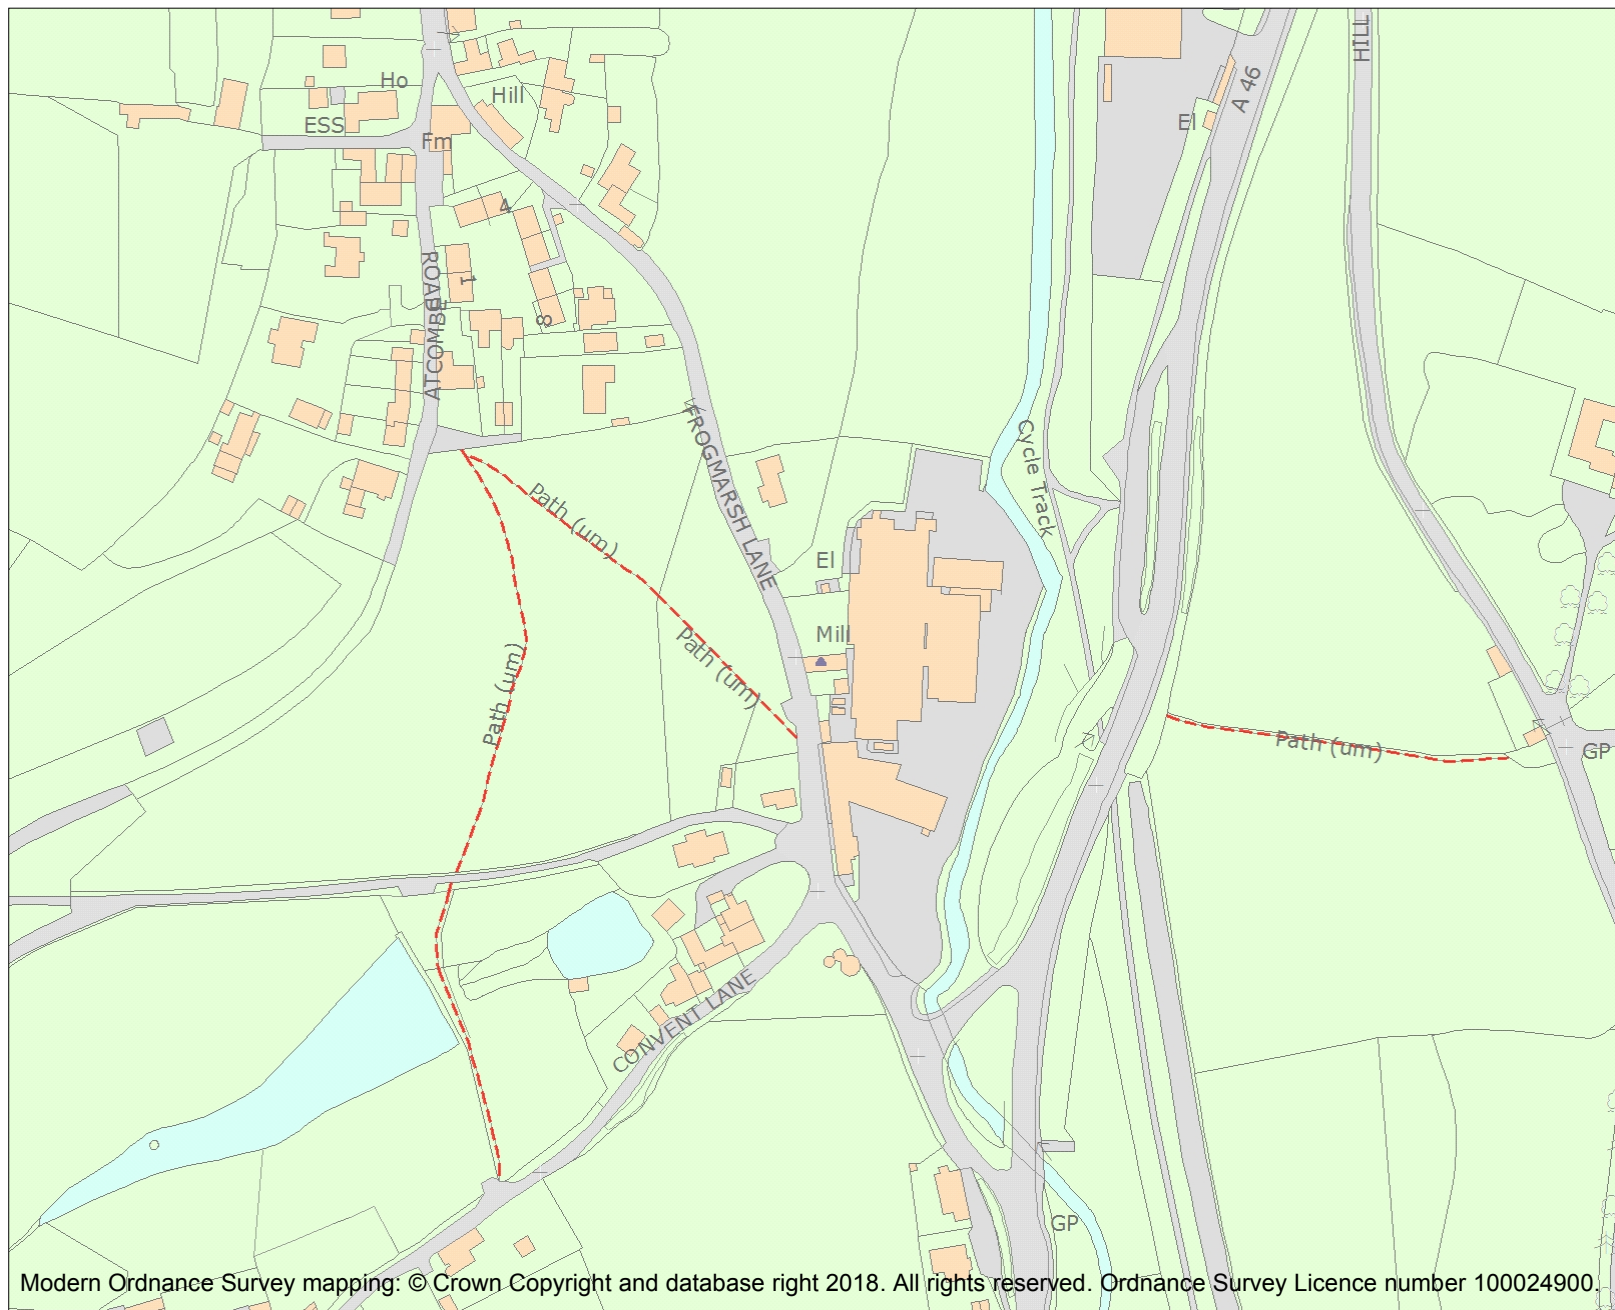 HILL
Ho
Hill
A 46
ESS
Fm
El
4
1
8
ATCOMBE
ROAD
Cycle Track
FROGMARSH LANE
Path (um)
El
Mill
Path (um)
Path (um)
Path (um)
GP
CONVENT LANE
GP
Modern Ordnance Survey mapping: © Crown Copyright and database right 2018. All rights reserved. Ordnance Survey Licence number 100024900.